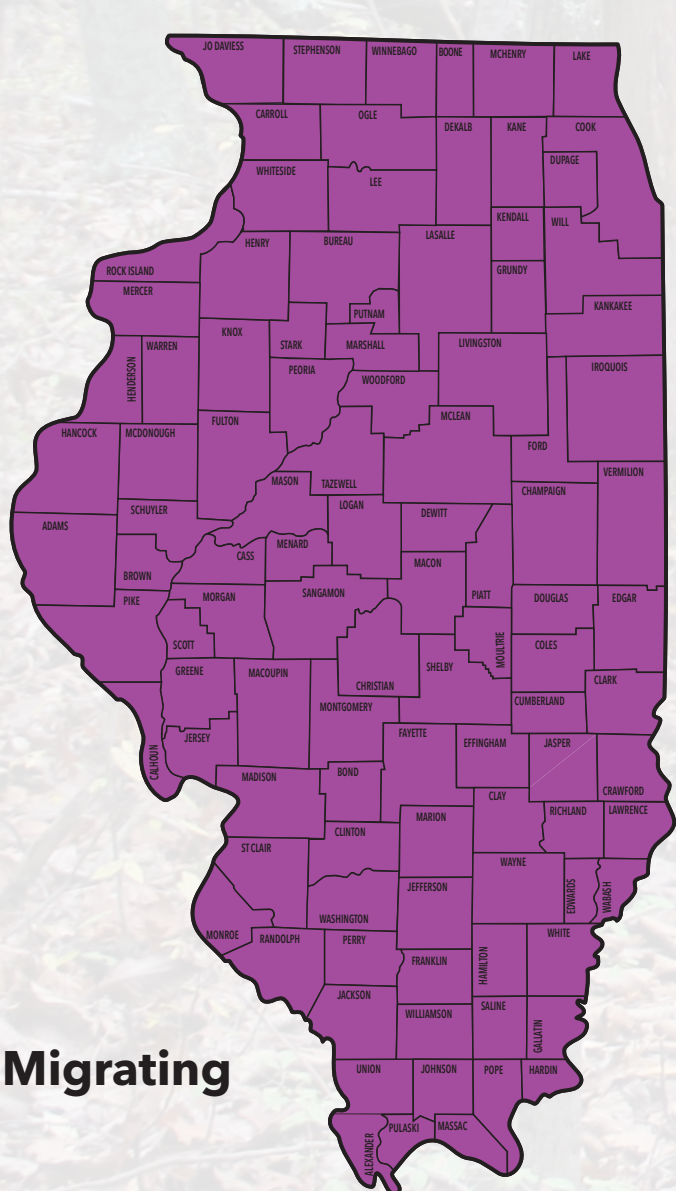 JO DAVIESS
STEPHENSON
WINNEBAGO
BOONE
MCHENRY
LAKE
CARROLL
OGLE
DEKALB
KANE
COOK
DUPAGE
WHITESIDE
LEE
KENDALL
WILL
LASALLE
HENRY
BUREAU
ROCK ISLAND
GRUNDY
MERCER
PUTNAM
KANKAKEE
KNOX
STARK
MARSHALL
LIVINGSTON
WARREN
HENDERSON
PEORIA
WOODFORD
IROQUOIS
FULTON
MCLEAN
HANCOCK
MCDONOUGH
FORD
MASON
TAZEWELL
VERMILION
CHAMPAIGN
SCHUYLER
LOGAN
DEWITT
ADAMS
CASS
MENARD
MACON
BROWN
PIKE
MORGAN
SANGAMON
PIATT
DOUGLAS
EDGAR
SCOTT
MOULTRIE
COLES
GREENE
MACOUPIN
SHELBY
CLARK
CHRISTIAN
MONTGOMERY
CUMBERLAND
JERSEY
FAYETTE
EFFINGHAM
JASPER
CALHOUN
MADISON
BOND
CRAWFORD
CLAY
RICHLAND
LAWRENCE
MARION
CLINTON
ST CLAIR
WAYNE
JEFFERSON
EDWARDS
WABASH
WASHINGTON
MONROE
RANDOLPH
PERRY
WHITE
FRANKLIN
HAMILTON
JACKSON
SALINE
WILLIAMSON
GALLATIN
Migrating
UNION
JOHNSON
POPE
HARDIN
PULASKI
MASSAC
ALEXANDER